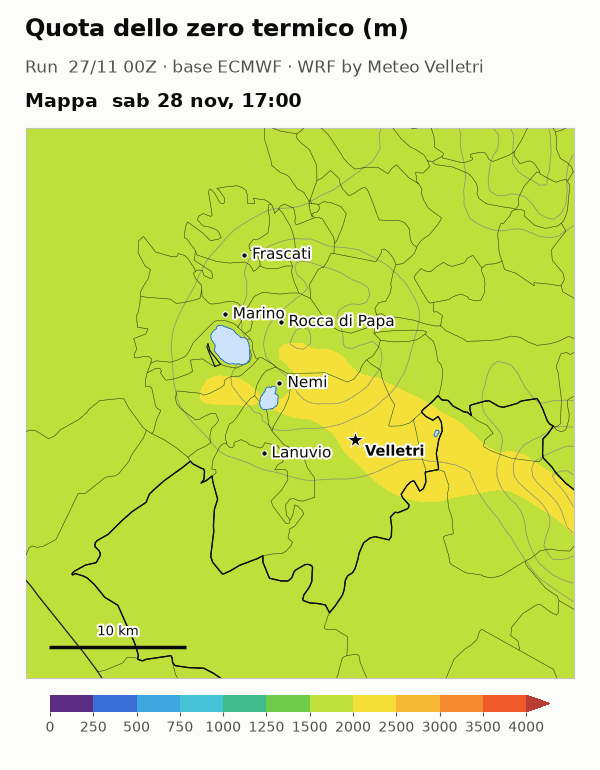 Quota dello zero termico (m)
Run  27/11 00Z · base ECMWF · WRF by Meteo Velletri
Mappa  sab 28 nov, 17:00
Frascati
Marino
Rocca di Papa
Nemi
Velletri
Lanuvio
10 km
0 250 500 750 1000 1250 1500 2000 2500 3000 3500 4000